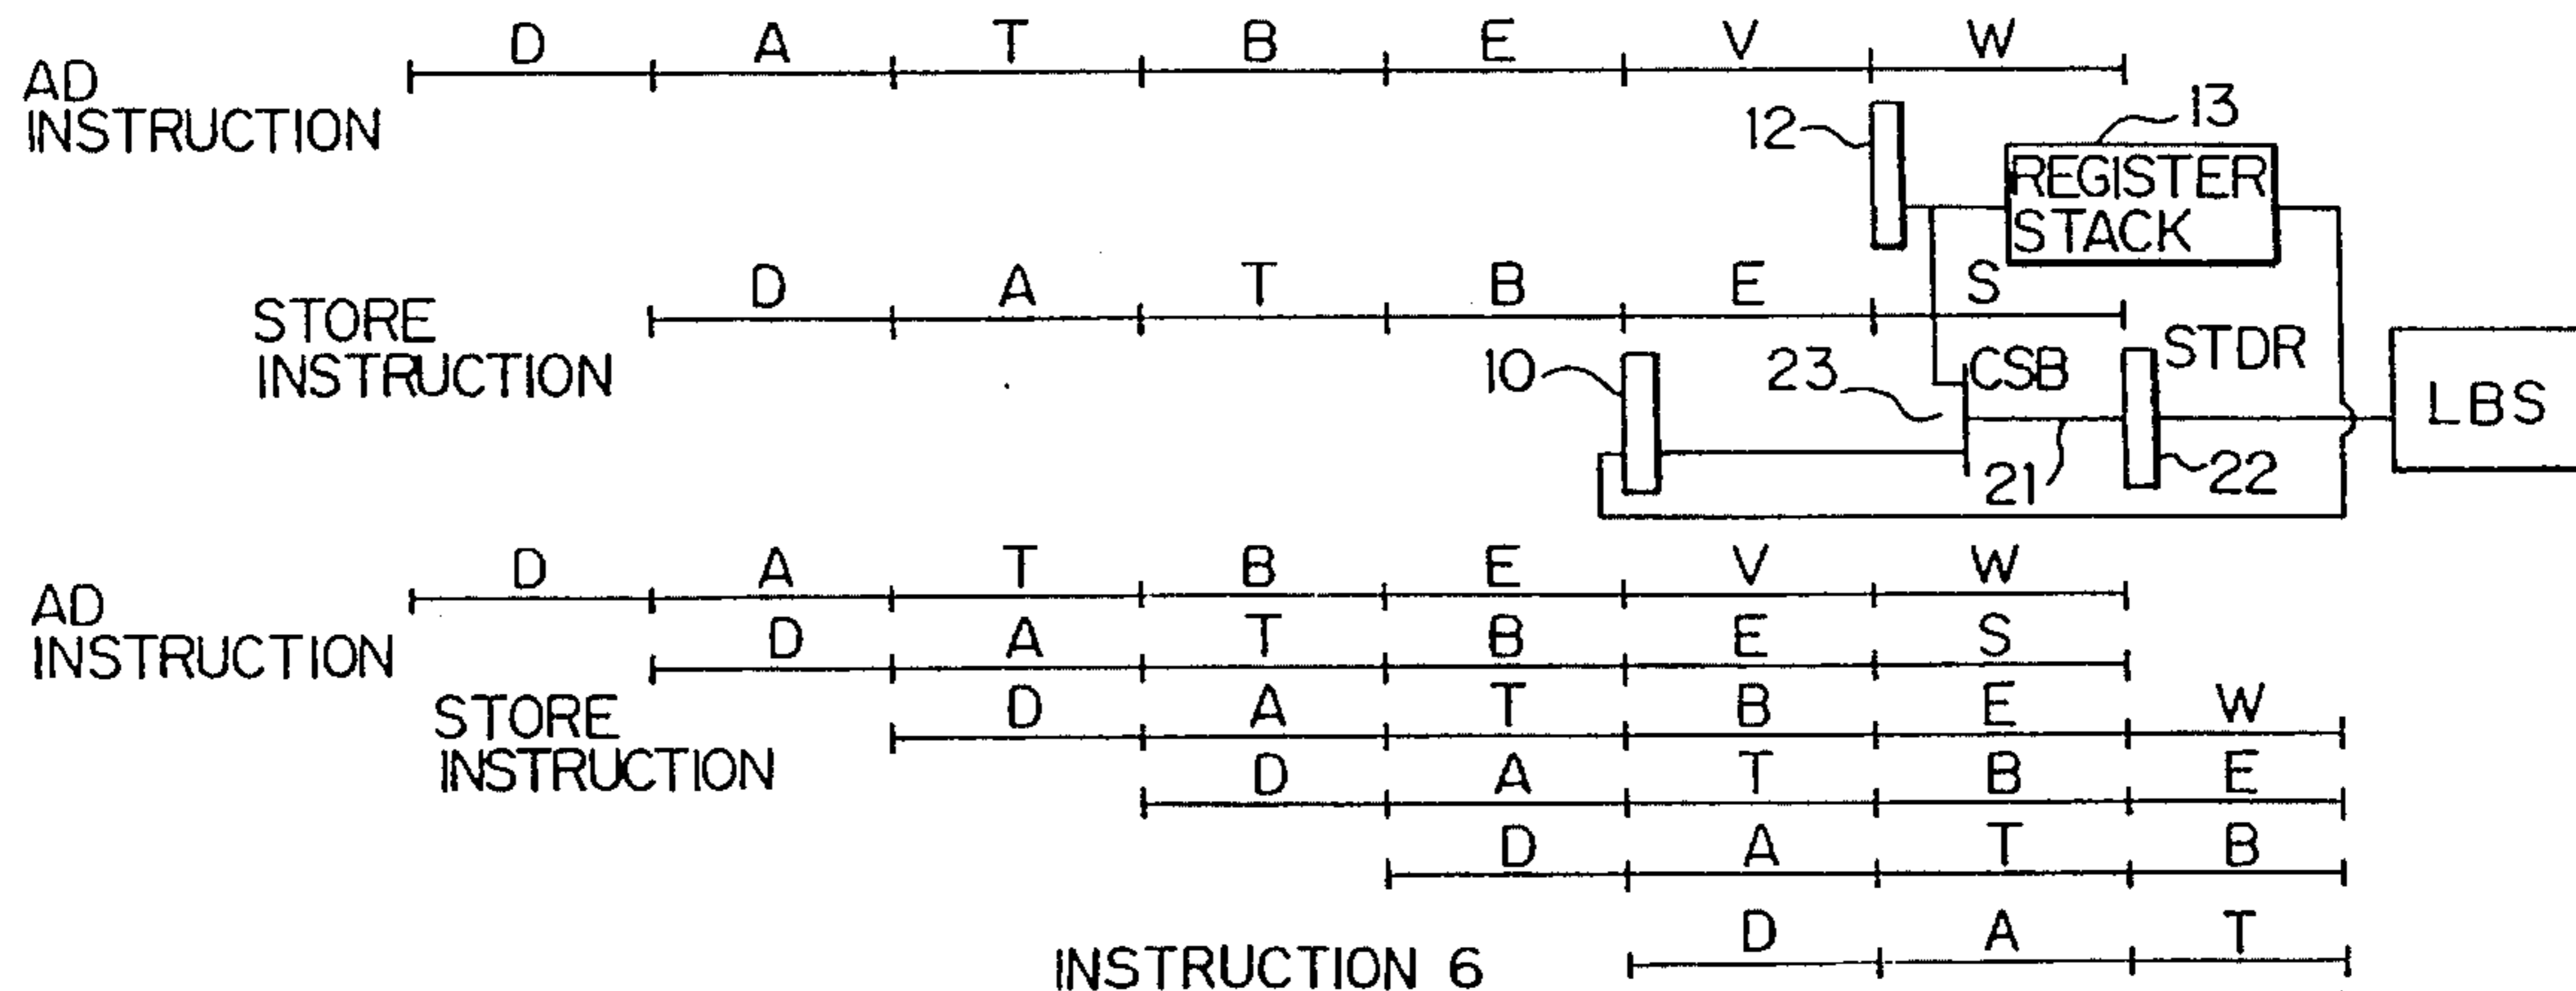 D A T B E V W
AD
INSTRUCTION
12
13
REGISTER
STACK
D A T B E S
STORE
INSTRUCTION
10
23
CSB
STDR
LBS
21
22
D A T B E V W
AD
INSTRUCTION
D A T B E S
STORE
INSTRUCTION
D A T B E W
D A T B E
D A T B
D A T
INSTRUCTION 6